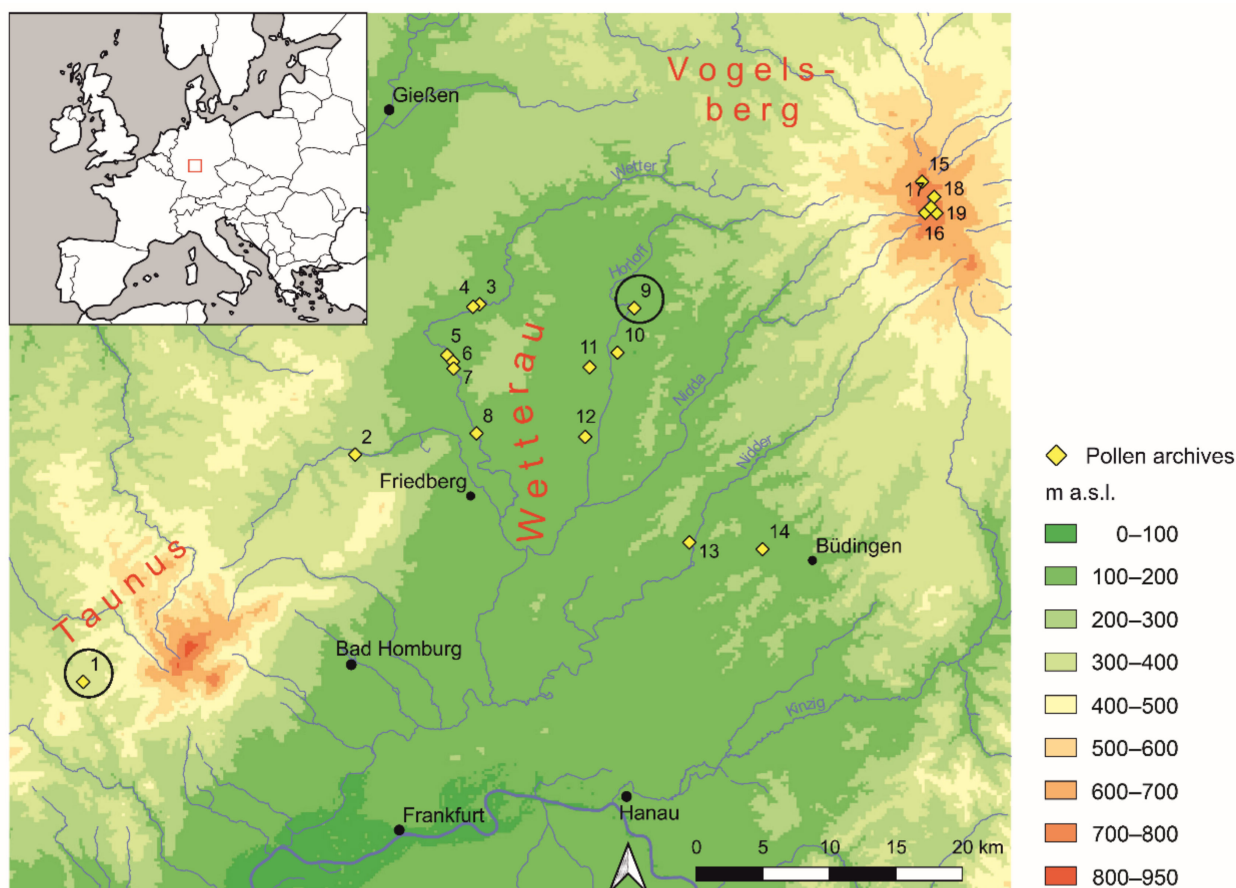 Vogels-
berg
Gießen
Wetter
15
17
18
19
16
Horloff
4
3
9
5
6
7
10
11
Wetterau
Nidda
8
12
2
Nidder
Friedberg
13
14
Büdingen
Taunus
1
Bad Homburg
Kinzig
Frankfurt
Hanau
0 5 10 15 20 km
Pollen archives
m a.s.l.
0–100
100–200
200–300
300–400
400–500
500–600
600–700
700–800
800–950